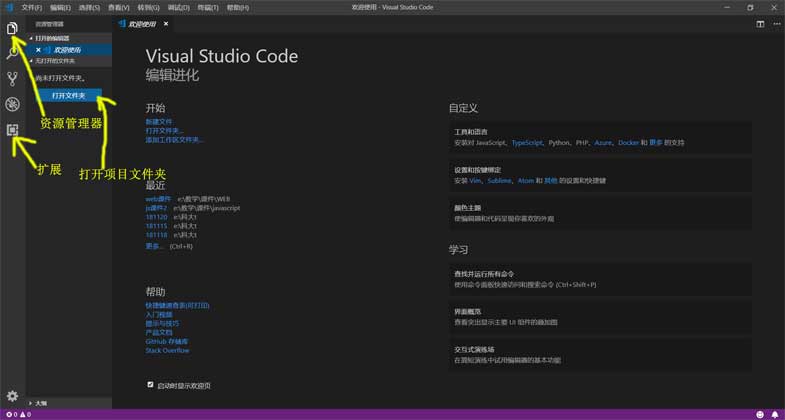 文件(F) 编辑(E) 选择(S) 查看(V) 转到(G) 调试(D) 终端(T) 帮助(H) 欢迎使用 - Visual Studio Code
资源管理器
打开的编辑器
欢迎使用
无打开的文件夹
尚未打开文件夹。
打开文件夹
资源管理器
扩展
打开项目文件夹
大纲
0 0
欢迎使用
Visual Studio Code
编辑进化
开始
新建文件
打开文件夹...
添加工作区文件夹...
最近
web课件 e:\教学\课件\WEB
js课件2 e:\教学\课件\javascript
181120 e:\科大t
181115 e:\科大t
181118 e:\科大t
更多... (Ctrl+R)
帮助
快捷键速查表(可打印)
入门视频
提示与技巧
产品文档
GitHub 存储库
Stack Overflow
启动时显示欢迎页
自定义
工具和语言
安装对 JavaScript、TypeScript、Python、PHP、Azure、Docker 和 更多 的支持
设置和按键绑定
安装 Vim、Sublime、Atom 和 其他 的设置和快捷键
颜色主题
使编辑器和代码呈现你喜欢的外观
学习
查找并运行所有命令
使用命令面板快速访问和搜索命令 (Ctrl+Shift+P)
界面概览
查看突出显示主要 UI 组件的叠加图
交互式演练场
在简短演练中试用编辑器的基本功能